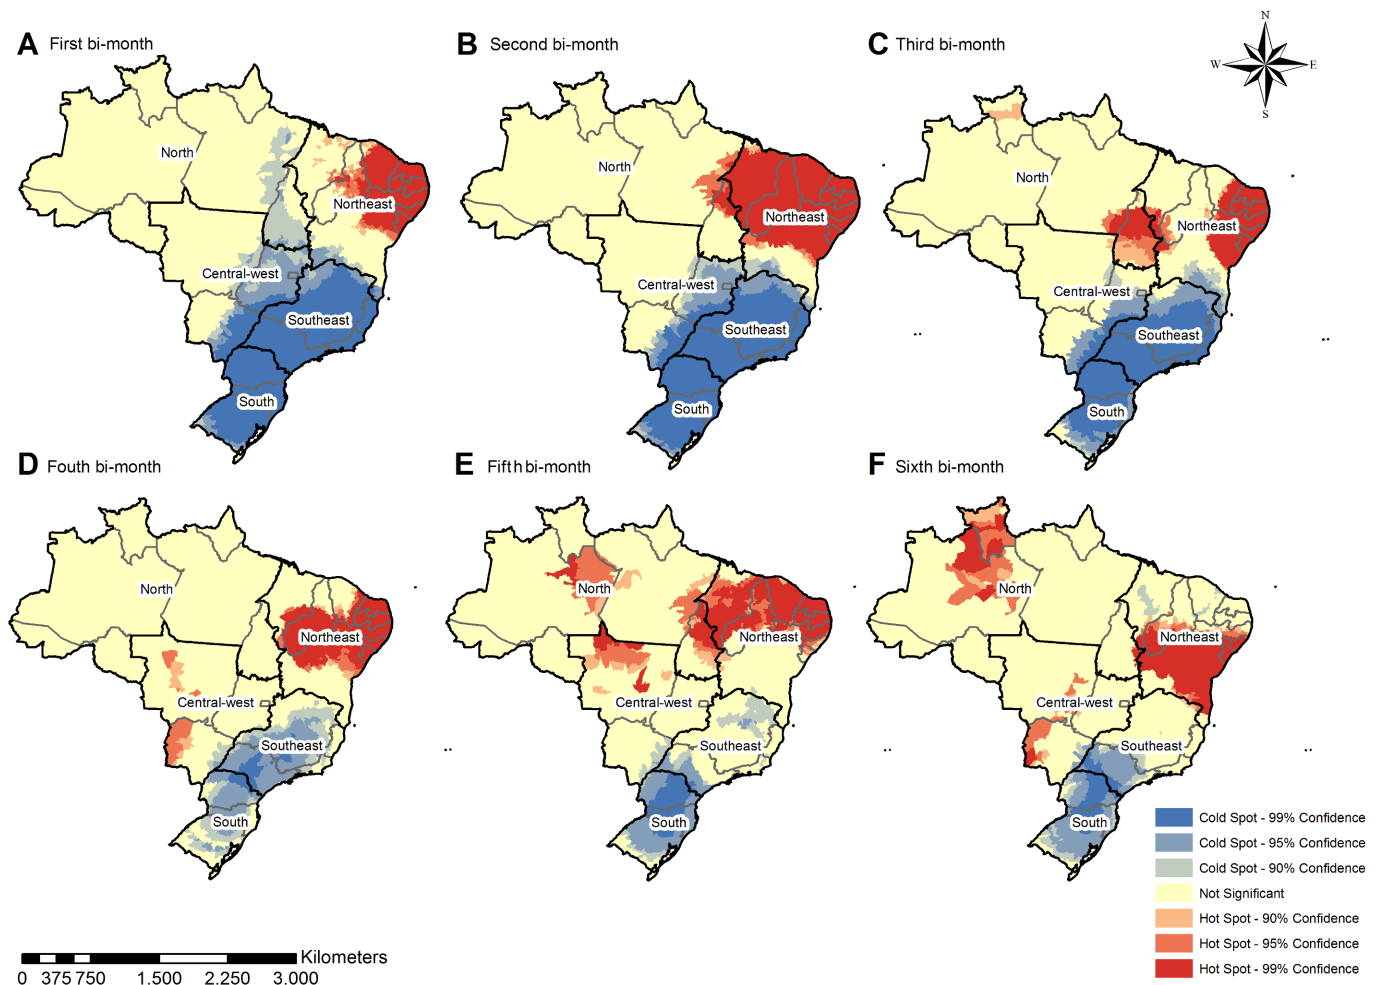 A First bi-month
B Second bi-month
C Third bi-month
N
W E
S
North
Northeast
Central-west
Southeast
South
North
Northeast
Central-west
Southeast
South
North
Northeast
Central-west
Southeast
South
D Fouth bi-month
E Fifth bi-month
F Sixth bi-month
North
Northeast
Central-west
Southeast
South
North
Northeast
Central-west
Southeast
South
North
Northeast
Central-west
Southeast
South
Cold Spot - 99% Confidence
Cold Spot - 95% Confidence
Cold Spot - 90% Confidence
Not Significant
Hot Spot - 90% Confidence
Hot Spot - 95% Confidence
Hot Spot - 99% Confidence
Kilometers
0 375 750 1.500 2.250 3.000